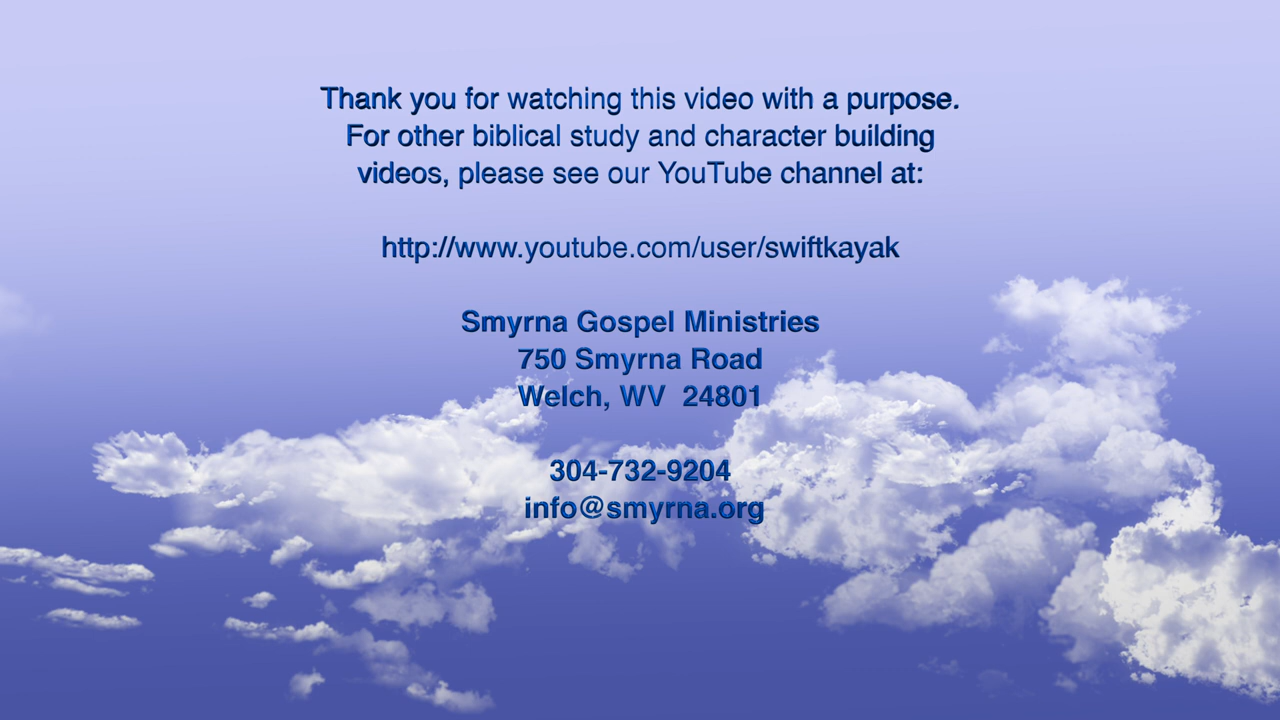 Thank you for watching this video with a purpose.
For other biblical study and character building
videos, please see our YouTube channel at:
http://www.youtube.com/user/swiftkayak
Smyrna Gospel Ministries
750 Smyrna Road
Welch, WV  24801
304-732-9204
info@smyrna.org